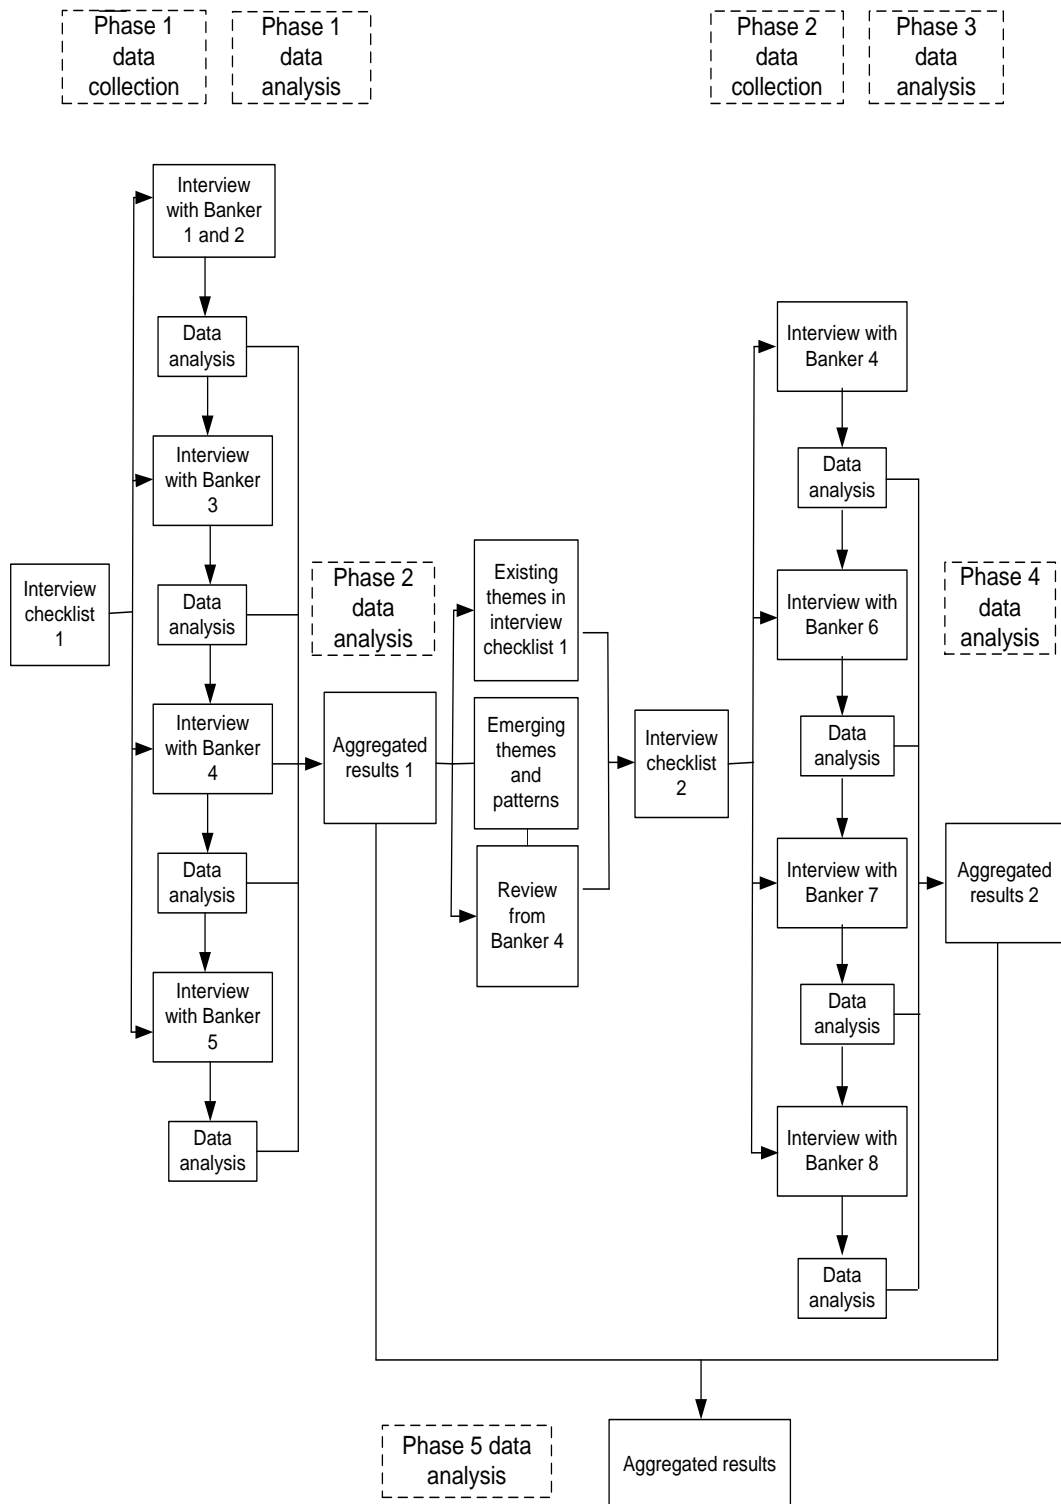 Phase 1
data
collection
Phase 1
data
analysis
Phase 2
data
collection
Phase 3
data
analysis
Interview
with Banker
1 and 2
Data
analysis
Interview
with Banker
3
Data
analysis
Interview
checklist
1
Interview
with Banker
4
Data
analysis
Interview
with Banker
5
Data
analysis
Phase 2
data
analysis
Aggregated
results 1
Existing
themes in
interview
checklist 1
Emerging
themes
and
patterns
Review
from
Banker 4
Interview
checklist
2
Interview with
Banker 4
Data
analysis
Interview with
Banker 6
Data
analysis
Interview with
Banker 7
Data
analysis
Interview with
Banker 8
Data
analysis
Phase 4
data
analysis
Aggregated
results 2
Phase 5 data
analysis
Aggregated results